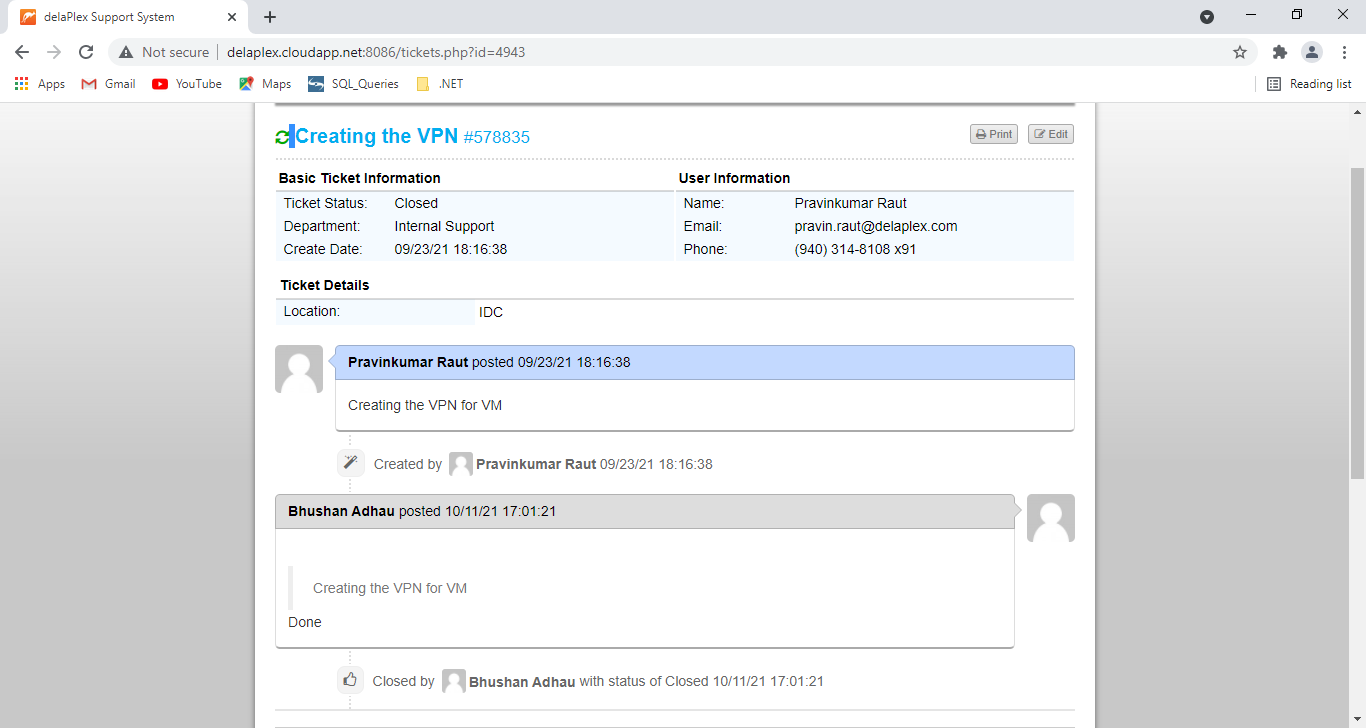 delaPlex Support System
Not secure delaplex.cloudapp.net:8086/tickets.php?id=4943
Apps Gmail YouTube Maps SQL_Queries .NET Reading list
Creating the VPN #578835 Print Edit
Basic Ticket Information User Information
Ticket Status: Closed Name: Pravinkumar Raut
Department: Internal Support Email: pravin.raut@delaplex.com
Create Date: 09/23/21 18:16:38 Phone: (940) 314-8108 x91
Ticket Details
Location: IDC
Pravinkumar Raut posted 09/23/21 18:16:38
Creating the VPN for VM
Created by Pravinkumar Raut 09/23/21 18:16:38
Bhushan Adhau posted 10/11/21 17:01:21
Creating the VPN for VM
Done
Closed by Bhushan Adhau with status of Closed 10/11/21 17:01:21